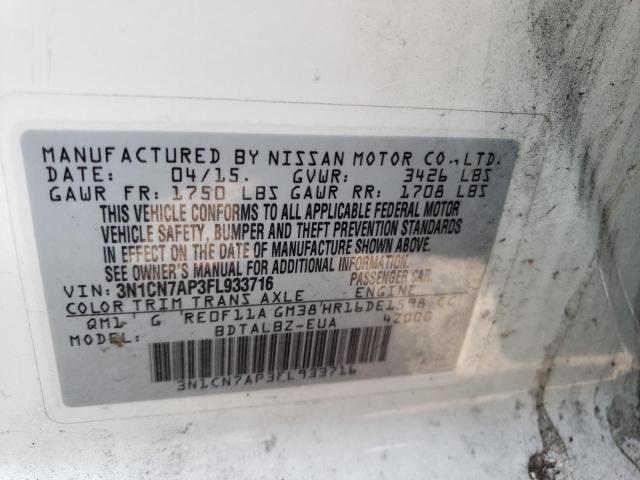 MANUFACTURED BY NISSAN MOTOR CO., LTD.
DATE: 04/15. GVWR: 3426 LBS
GAWR FR: 1750 LBS GAWR RR: 1708 LBS
THIS VEHICLE CONFORMS TO ALL APPLICABLE FEDERAL MOTOR
VEHICLE SAFETY, BUMPER AND THEFT PREVENTION STANDARDS
IN EFFECT ON THE DATE OF MANUFACTURE SHOWN ABOVE.
SEE OWNER'S MANUAL FOR ADDITIONAL INFORMATION.
VIN: 3N1CN7AP3FL933716 PASSENGER CAR.
COLOR TRIM TRANS AXLE ENGINE
QM1 G RE0F11A GM38 HR16DE1598 CC
MODEL: BDTALBZ-EUA 4Z000
3N1CN7AP3FL933716